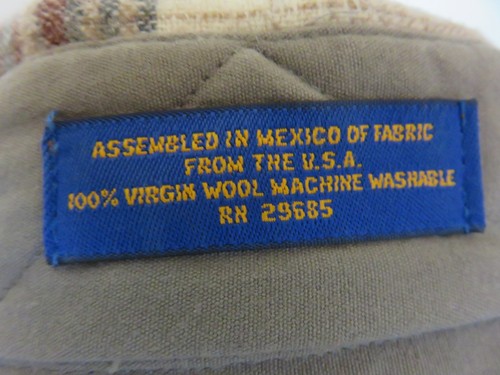 ASSEMBLED IN MEXICO OF FABRIC
FROM THE U.S.A.
100% VIRGIN WOOL MACHINE WASHABLE
RN 29685